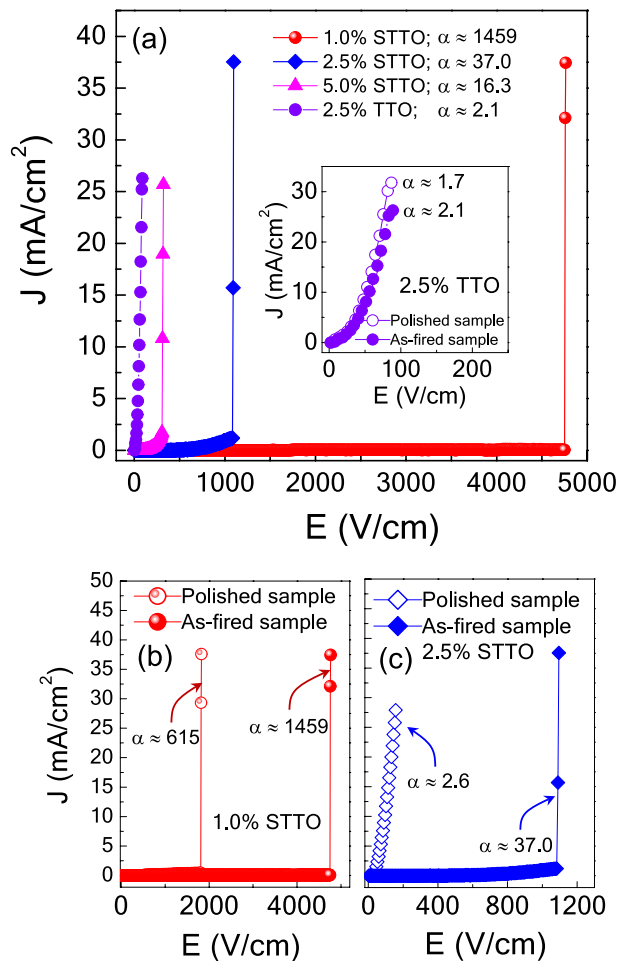 (a)
1.0% STTO; α ≈ 1459
2.5% STTO; α ≈ 37.0
5.0% STTO; α ≈ 16.3
2.5% TTO; α ≈ 2.1
40
35
30
25
20
15
10
5
0
J (mA/cm²)
0
1000
2000
3000
4000
5000
E (V/cm)
30
20
10
0
J (mA/cm²)
α ≈ 1.7
α ≈ 2.1
2.5% TTO
Polished sample
As-fired sample
0
100
200
E (V/cm)
50
45
40
35
30
25
20
15
10
5
0
J (mA/cm²)
Polished sample
As-fired sample
(b)
α ≈ 615
α ≈ 1459
1.0% STTO
0
2000
4000
E (V/cm)
Polished sample
As-fired sample
(c)
2.5% STTO
α ≈ 2.6
α ≈ 37.0
0
400
800
1200
E (V/cm)